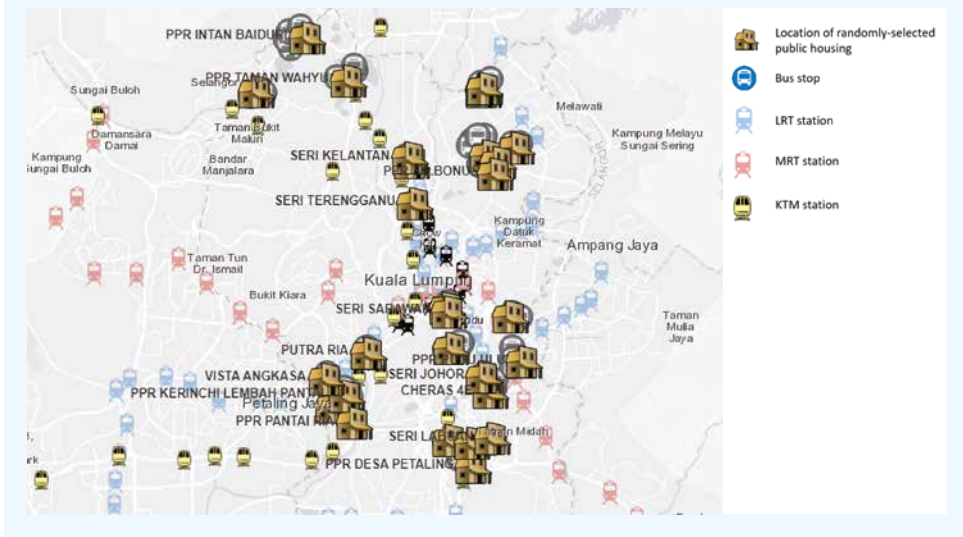 PPR INTAN BAIDURI
PPR TAMAN WAHYU
Selangor
Sungai Buloh
Melawati
Damansara
Damai
Taman Bukit
Maluri
Kampung Melayu
Sungai Sering
Kampung
Sungai Buloh
Bandar
Manjalara
SERI KELANTAN
SELANGOR
SERI TERENGGANU
Kampung
Datuk
Keramat
Ampang Jaya
Taman Tun
Dr. Ismail
Kuala Lumpur
Bukit Kiara
SERI SARAWAK
Taman
Mulia
Jaya
PUTRA RIA
VISTA ANGKASA
SERI JOHOR
CHERAS
PPR KERINCHI LEMBAH PANTAI
Petaling Jaya
PPR PANTAI RIA
SERI LABUAN
Midah
PPR DESA PETALING
Location of randomly-selected
public housing
Bus stop
LRT station
MRT station
KTM station